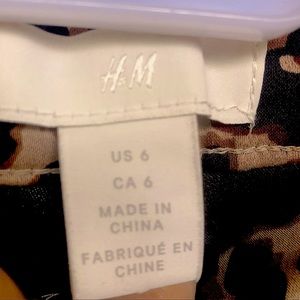 H&M
US 6
CA 6
MADE IN
CHINA
FABRIQUÉ EN
CHINE